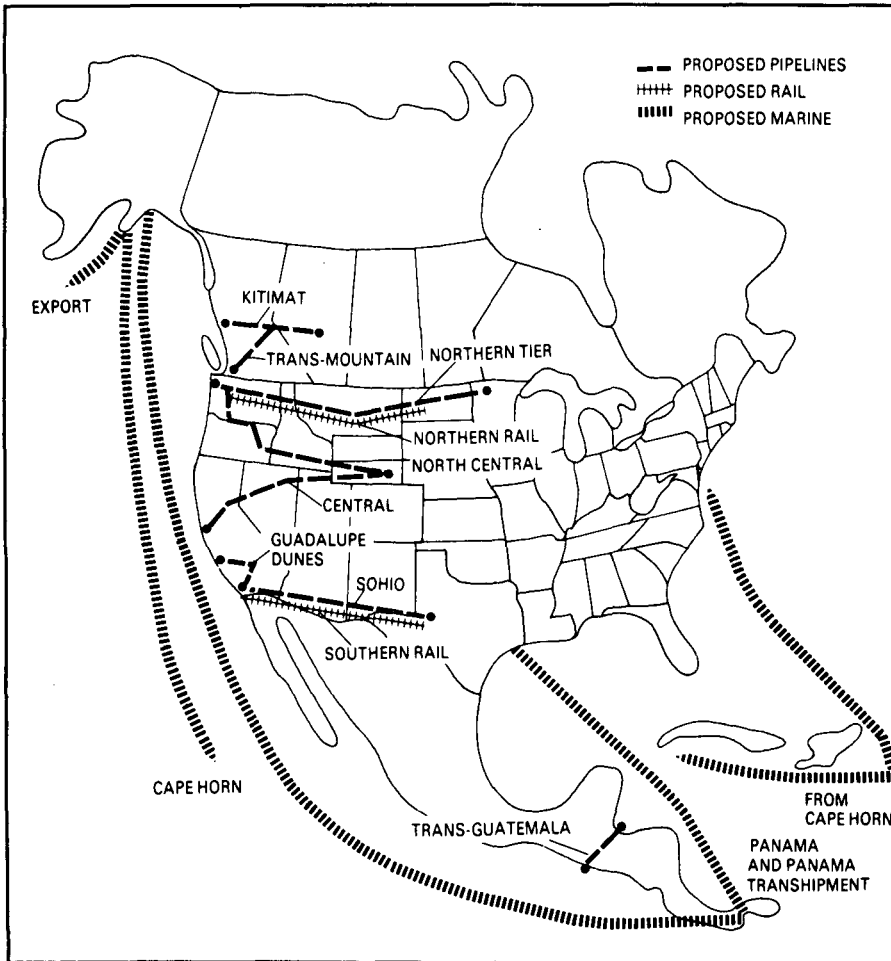 PROPOSED PIPELINES
PROPOSED RAIL
PROPOSED MARINE
EXPORT
KITIMAT
TRANS-MOUNTAIN
NORTHERN TIER
NORTHERN RAIL
NORTH CENTRAL
CENTRAL
GUADALUPE
DUNES
SOHIO
SOUTHERN RAIL
CAPE HORN
FROM
CAPE HORN
TRANS-GUATEMALA
PANAMA
AND PANAMA
TRANSHIPMENT